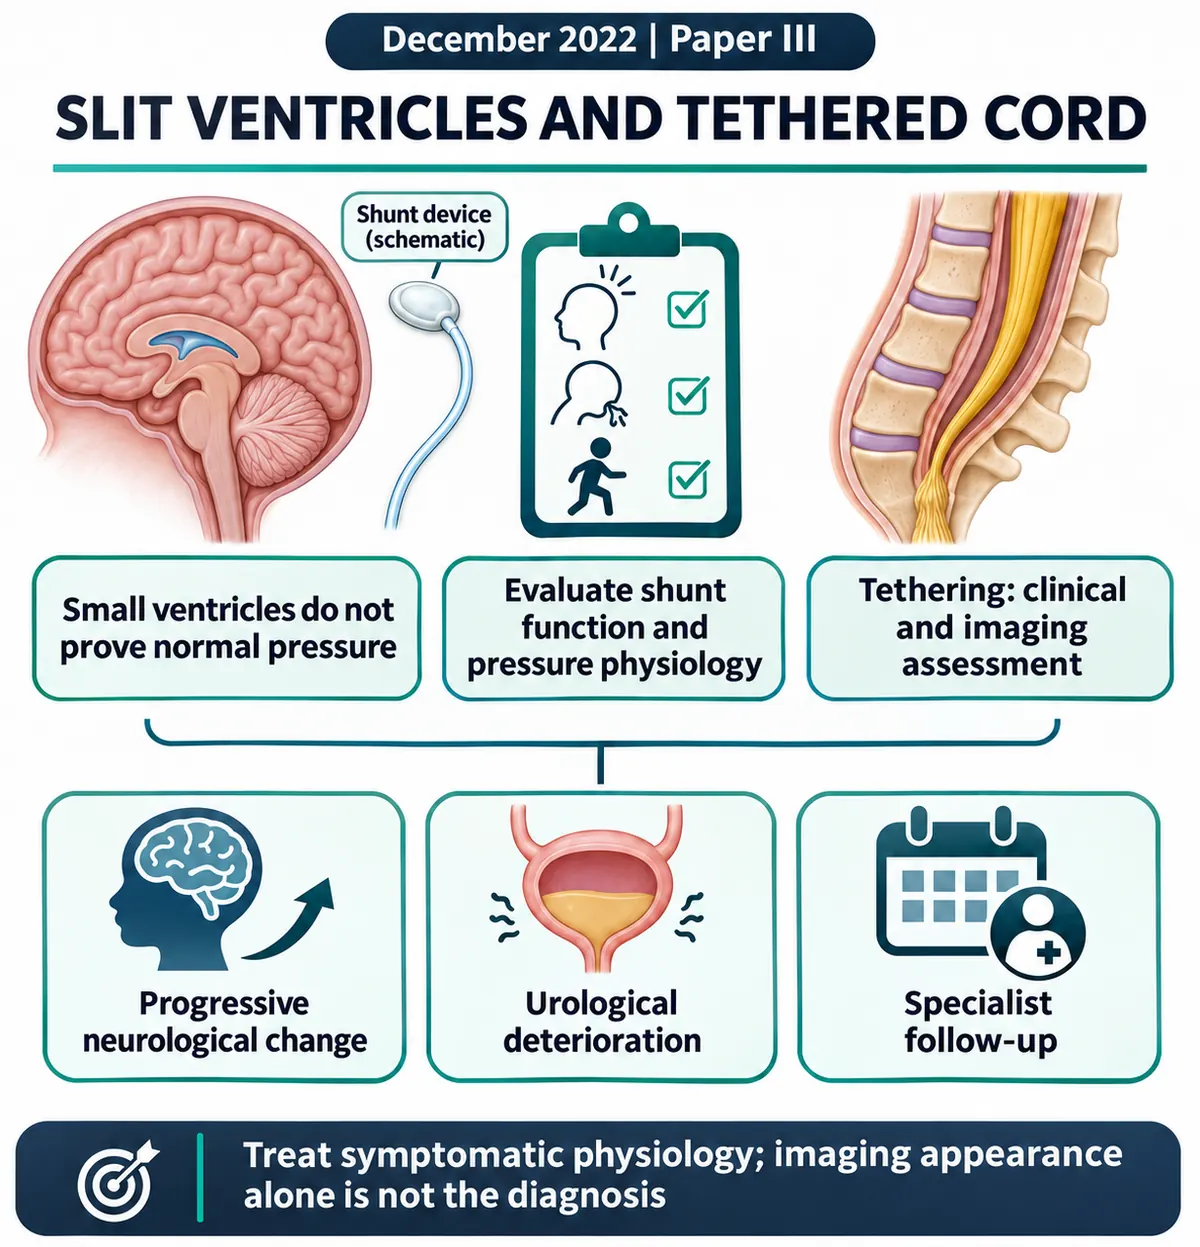 December 2022 | Paper III
SLIT VENTRICLES AND TETHERED CORD
Shunt device
(schematic)
Small ventricles do not
prove normal pressure
Evaluate shunt
function and
pressure physiology
Tethering: clinical
and imaging
assessment
Progressive
neurological change
Urological
deterioration
Specialist
follow-up
Treat symptomatic physiology; imaging appearance
alone is not the diagnosis